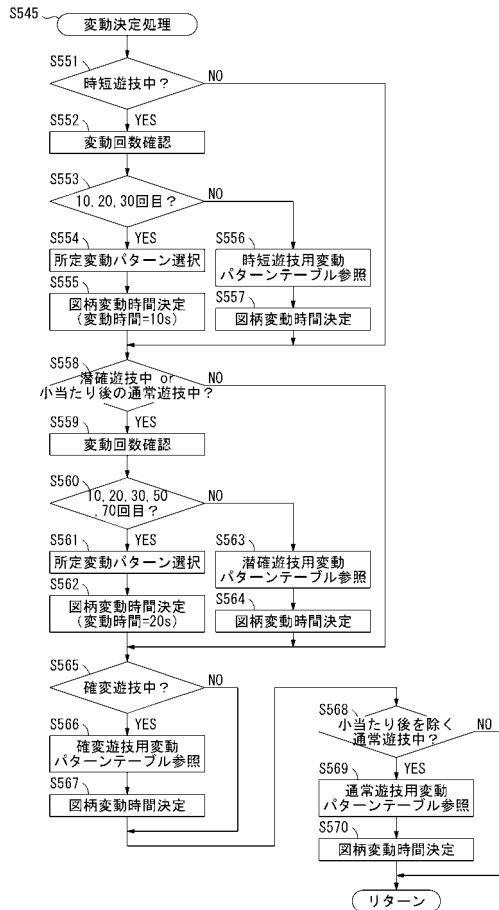 S545
変動決定処理
S551
時短遊技中？
NO
YES
S552
変動回数確認
S553
10,20,30回目？
NO
YES
S554
所定変動パターン選択
S555
図柄変動時間決定
(変動時間=10s)
S556
時短遊技用変動
パターンテーブル参照
S557
図柄変動時間決定
S558
潜確遊技中 or
小当たり後の通常遊技中？
NO
YES
S559
変動回数確認
S560
10,20,30,50
,70回目？
NO
YES
S561
所定変動パターン選択
S562
図柄変動時間決定
(変動時間=20s)
S563
潜確遊技用変動
パターンテーブル参照
S564
図柄変動時間決定
S565
確変遊技中？
NO
YES
S566
確変遊技用変動
パターンテーブル参照
S567
図柄変動時間決定
S568
小当たり後を除く
通常遊技中？
NO
YES
S569
通常遊技用変動
パターンテーブル参照
S570
図柄変動時間決定
リターン